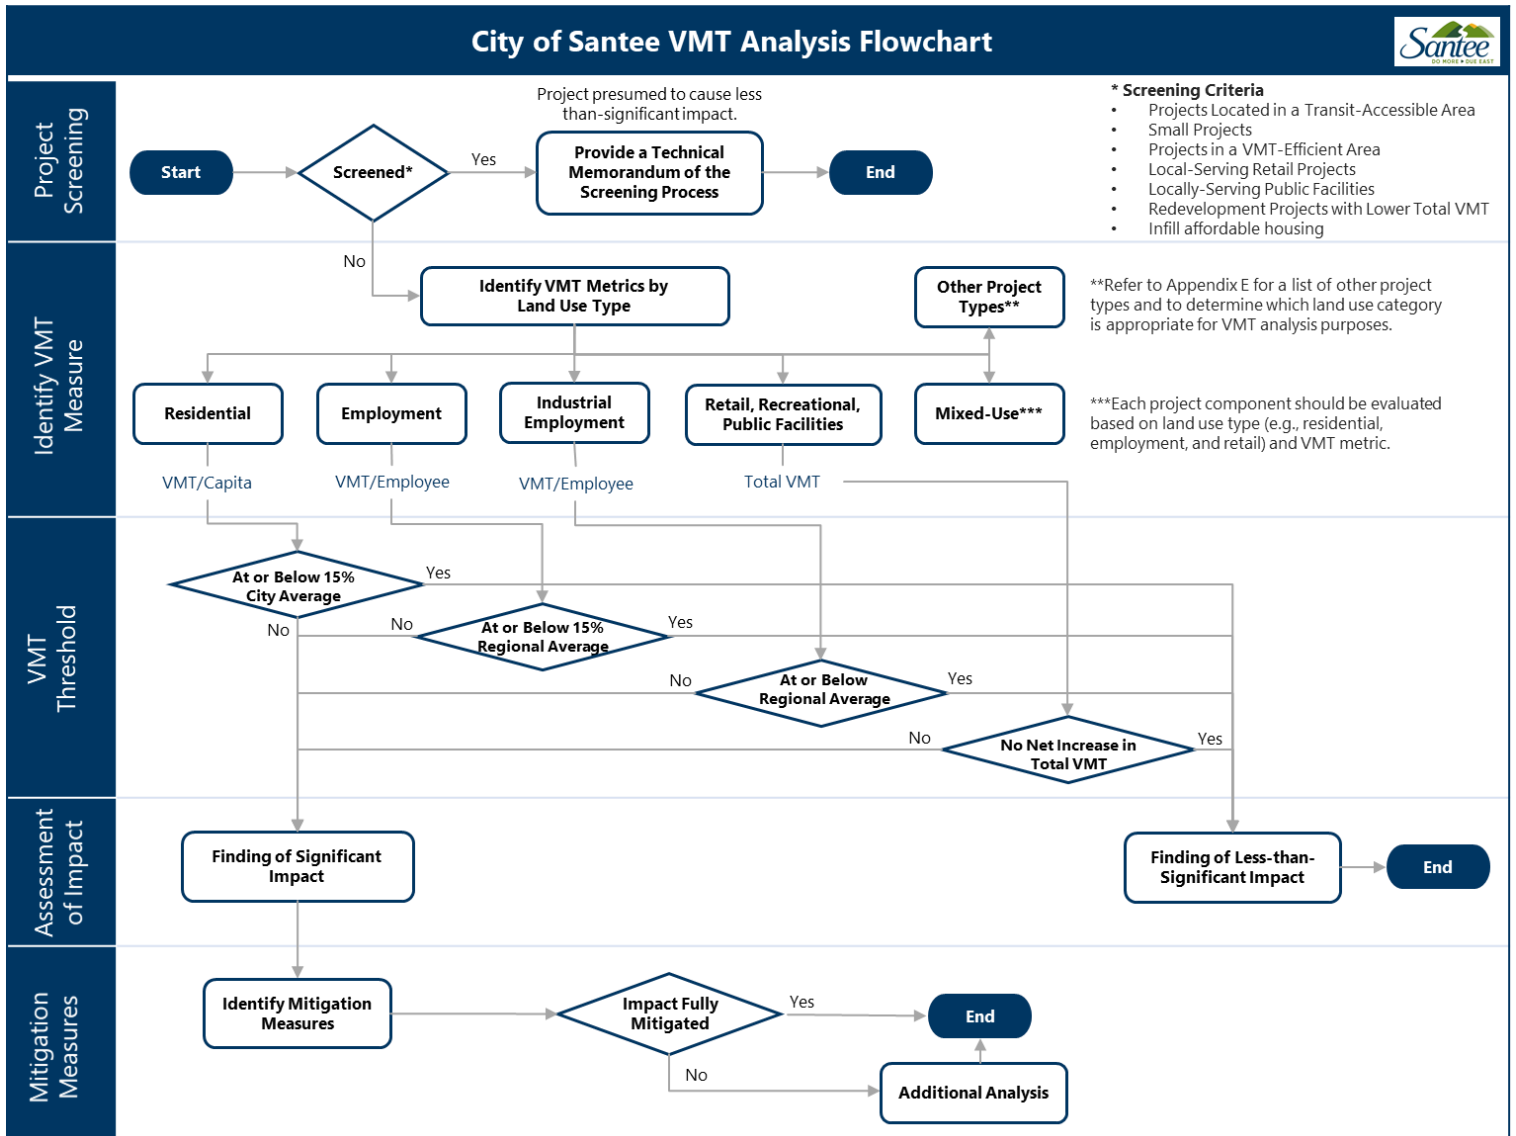 City of Santee VMT Analysis Flowchart
Santee
DO MORE • DUE EAST
Project
Screening
Start
Screened*
Yes
No
Project presumed to cause less
than-significant impact.
Provide a Technical
Memorandum of the
Screening Process
End
* Screening Criteria
• Projects Located in a Transit-Accessible Area
• Small Projects
• Projects in a VMT-Efficient Area
• Local-Serving Retail Projects
• Locally-Serving Public Facilities
• Redevelopment Projects with Lower Total VMT
• Infill affordable housing
Identify VMT
Measure
Identify VMT Metrics by
Land Use Type
Other Project
Types**
**Refer to Appendix E for a list of other project
types and to determine which land use category
is appropriate for VMT analysis purposes.
Residential
Employment
Industrial
Employment
Retail, Recreational,
Public Facilities
Mixed-Use***
***Each project component should be evaluated
based on land use type (e.g., residential,
employment, and retail) and VMT metric.
VMT/Capita
VMT/Employee
VMT/Employee
Total VMT
VMT
Threshold
At or Below 15%
City Average
Yes
No
No
At or Below 15%
Regional Average
Yes
No
At or Below
Regional Average
Yes
No
No Net Increase in
Total VMT
Yes
Assessment
of Impact
Finding of Significant
Impact
Finding of Less-than-
Significant Impact
End
Mitigation
Measures
Identify Mitigation
Measures
Impact Fully
Mitigated
Yes
End
No
Additional Analysis